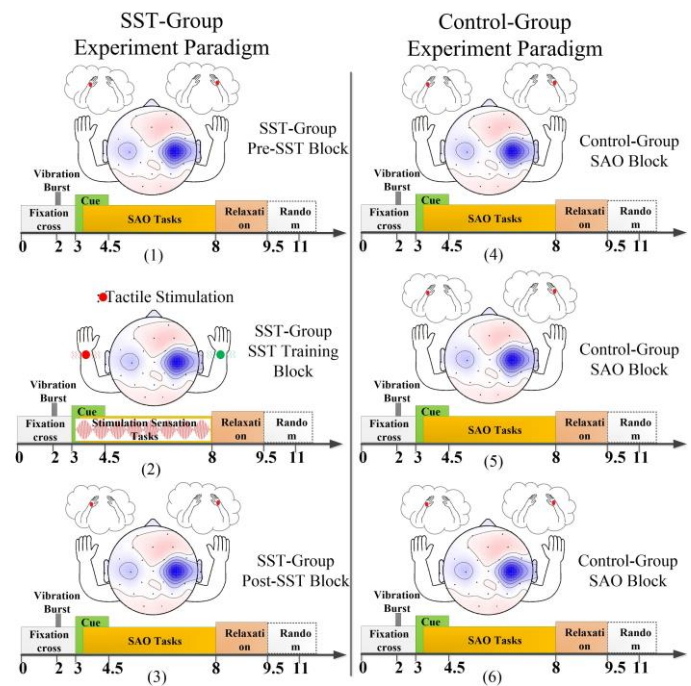 SST-Group
Experiment Paradigm
SST-Group
Pre-SST Block
Vibration
Burst
Cue
Fixation
cross
SAO Tasks
Relaxati
on
Rando
m
0 2 3 4.5 8 9.5 11
(1)
Tactile Stimulation
SST-Group
SST Training
Block
Vibration
Burst
Cue
Fixation
cross
Stimulation Sensation
Tasks
Relaxati
on
Rando
m
0 2 3 4.5 8 9.5 11
(2)
SST-Group
Post-SST Block
Vibration
Burst
Cue
Fixation
cross
SAO Tasks
Relaxati
on
Rando
m
0 2 3 4.5 8 9.5 11
(3)
Control-Group
Experiment Paradigm
Control-Group
SAO Block
Vibration
Burst
Cue
Fixation
cross
SAO Tasks
Relaxati
on
Rando
m
0 2 3 4.5 8 9.5 11
(4)
Control-Group
SAO Block
Vibration
Burst
Cue
Fixation
cross
SAO Tasks
Relaxati
on
Rando
m
0 2 3 4.5 8 9.5 11
(5)
Control-Group
SAO Block
Vibration
Burst
Cue
Fixation
cross
SAO Tasks
Relaxati
on
Rando
m
0 2 3 4.5 8 9.5 11
(6)